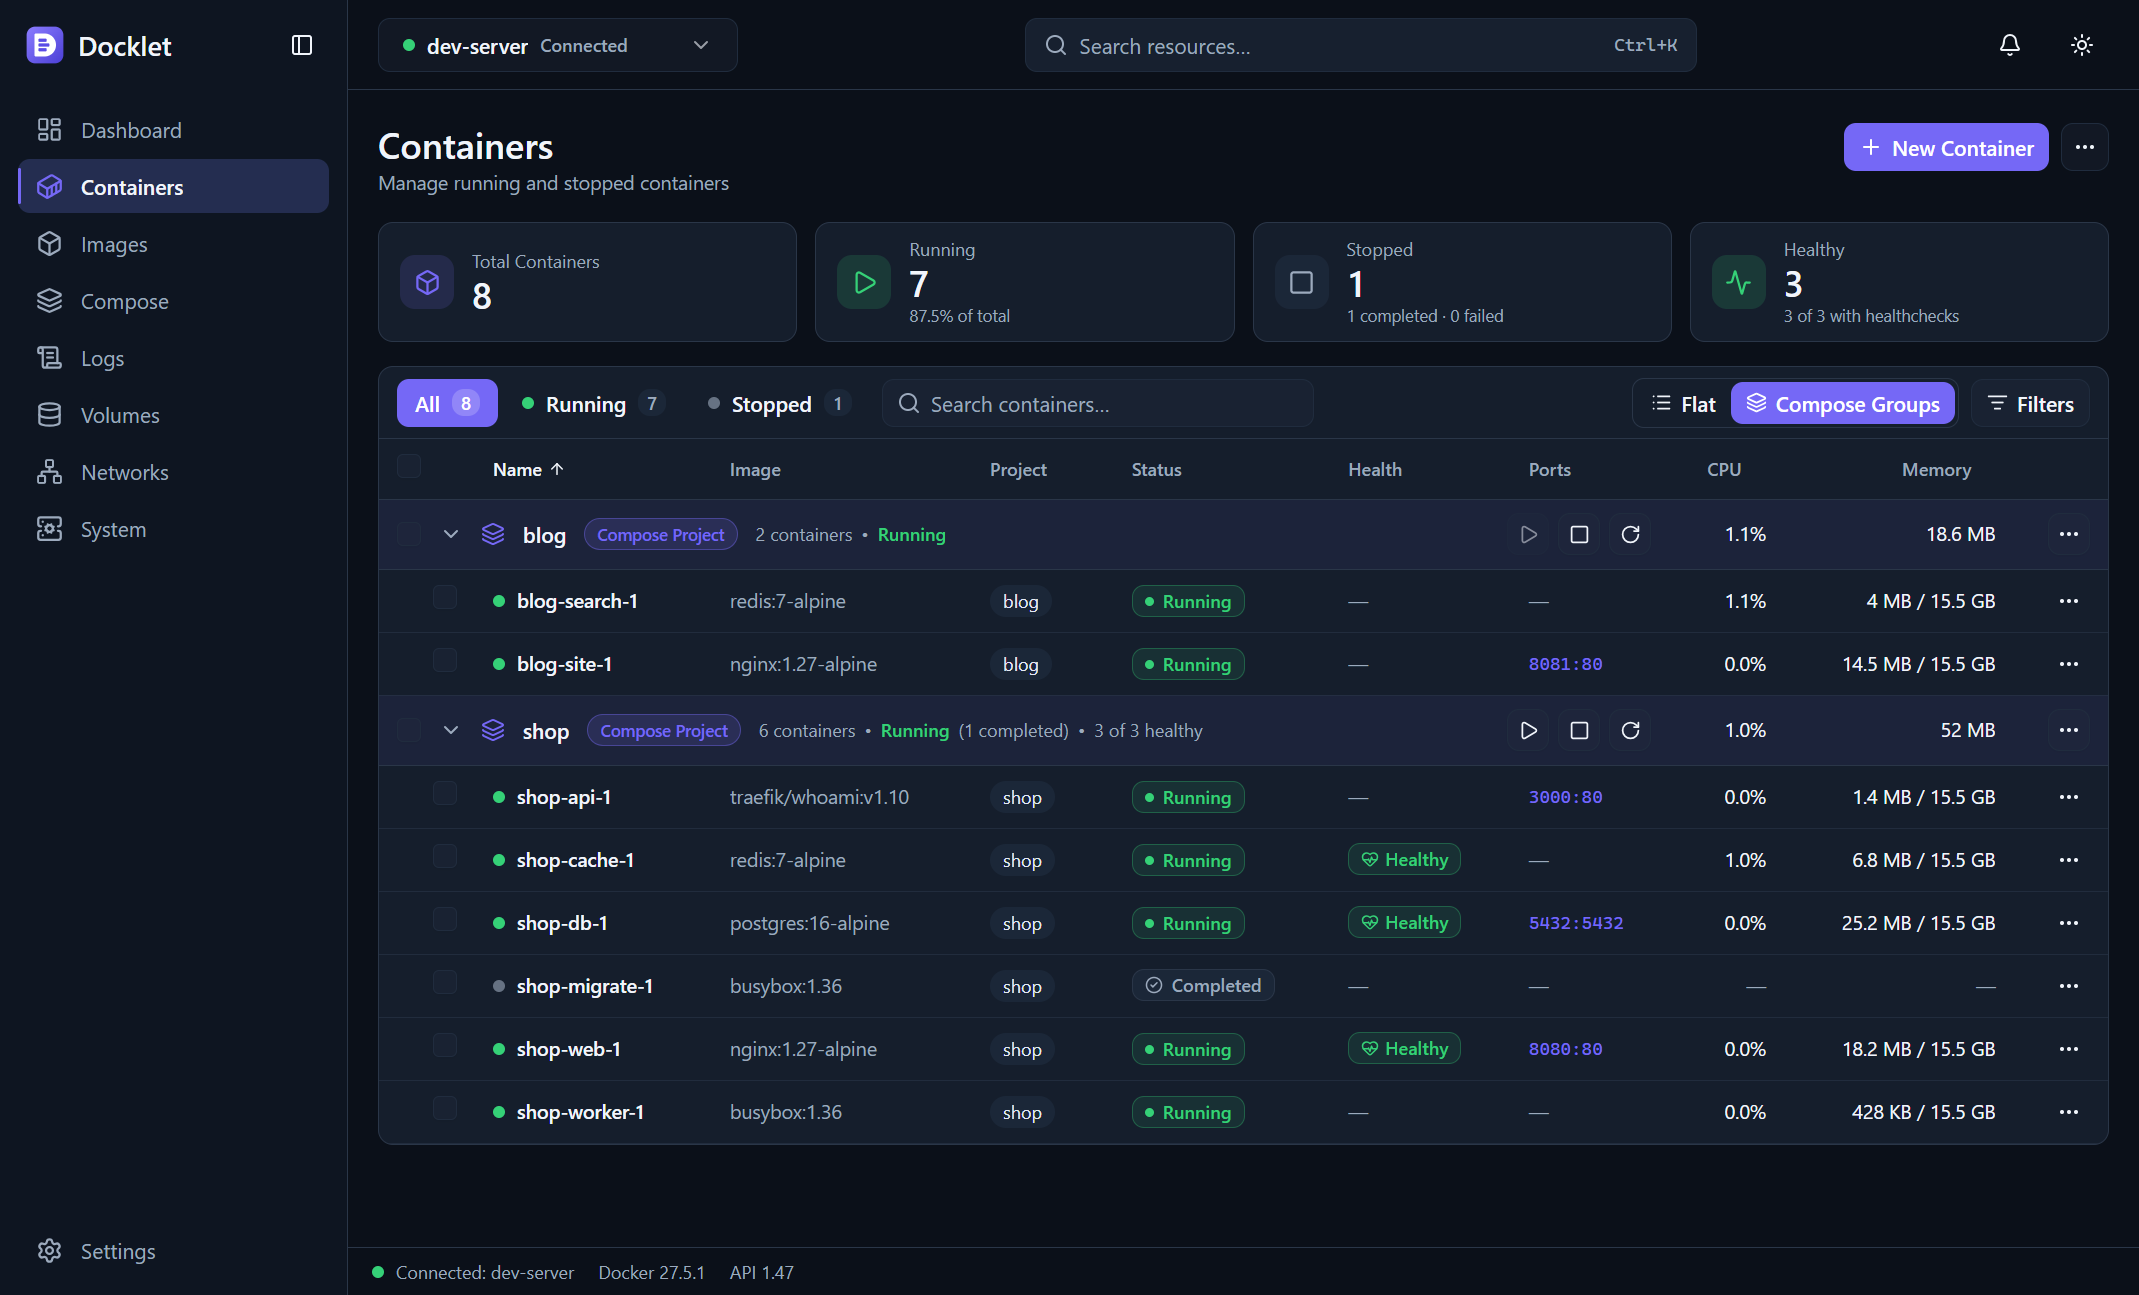 Docklet
dev-server Connected
Search resources... Ctrl+K
Dashboard
Containers
Images
Compose
Logs
Volumes
Networks
System
Settings
Containers
Manage running and stopped containers
New Container
Total Containers
8
Running
7
87.5% of total
Stopped
1
1 completed · 0 failed
Healthy
3
3 of 3 with healthchecks
All 8 Running 7 Stopped 1 Search containers... Flat Compose Groups Filters
Name Image Project Status Health Ports CPU Memory
blog Compose Project 2 containers • Running 1.1% 18.6 MB
blog-search-1 redis:7-alpine blog Running — — 1.1% 4 MB / 15.5 GB
blog-site-1 nginx:1.27-alpine blog Running — 8081:80 0.0% 14.5 MB / 15.5 GB
shop Compose Project 6 containers • Running (1 completed) • 3 of 3 healthy 1.0% 52 MB
shop-api-1 traefik/whoami:v1.10 shop Running — 3000:80 0.0% 1.4 MB / 15.5 GB
shop-cache-1 redis:7-alpine shop Running Healthy — 1.0% 6.8 MB / 15.5 GB
shop-db-1 postgres:16-alpine shop Running Healthy 5432:5432 0.0% 25.2 MB / 15.5 GB
shop-migrate-1 busybox:1.36 shop Completed — — — —
shop-web-1 nginx:1.27-alpine shop Running Healthy 8080:80 0.0% 18.2 MB / 15.5 GB
shop-worker-1 busybox:1.36 shop Running — — 0.0% 428 KB / 15.5 GB
Connected: dev-server Docker 27.5.1 API 1.47